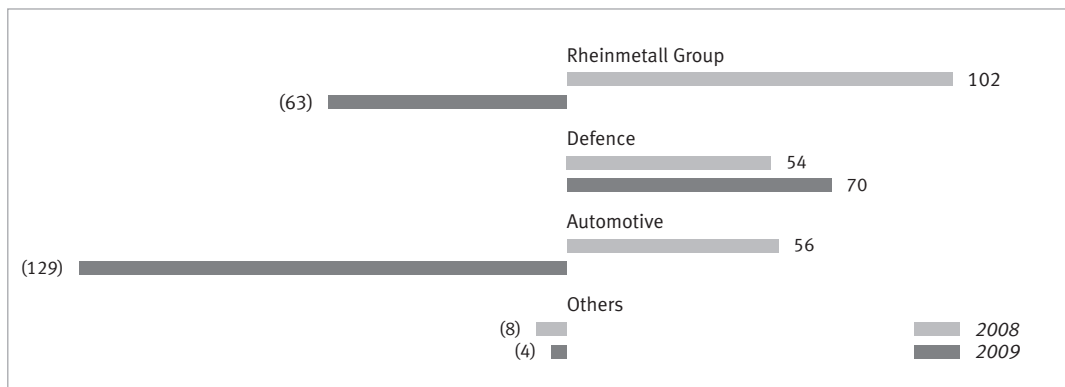 Rheinmetall Group
102
(63)
Defence
54
70
Automotive
56
(129)
Others
(8) 2008
(4) 2009